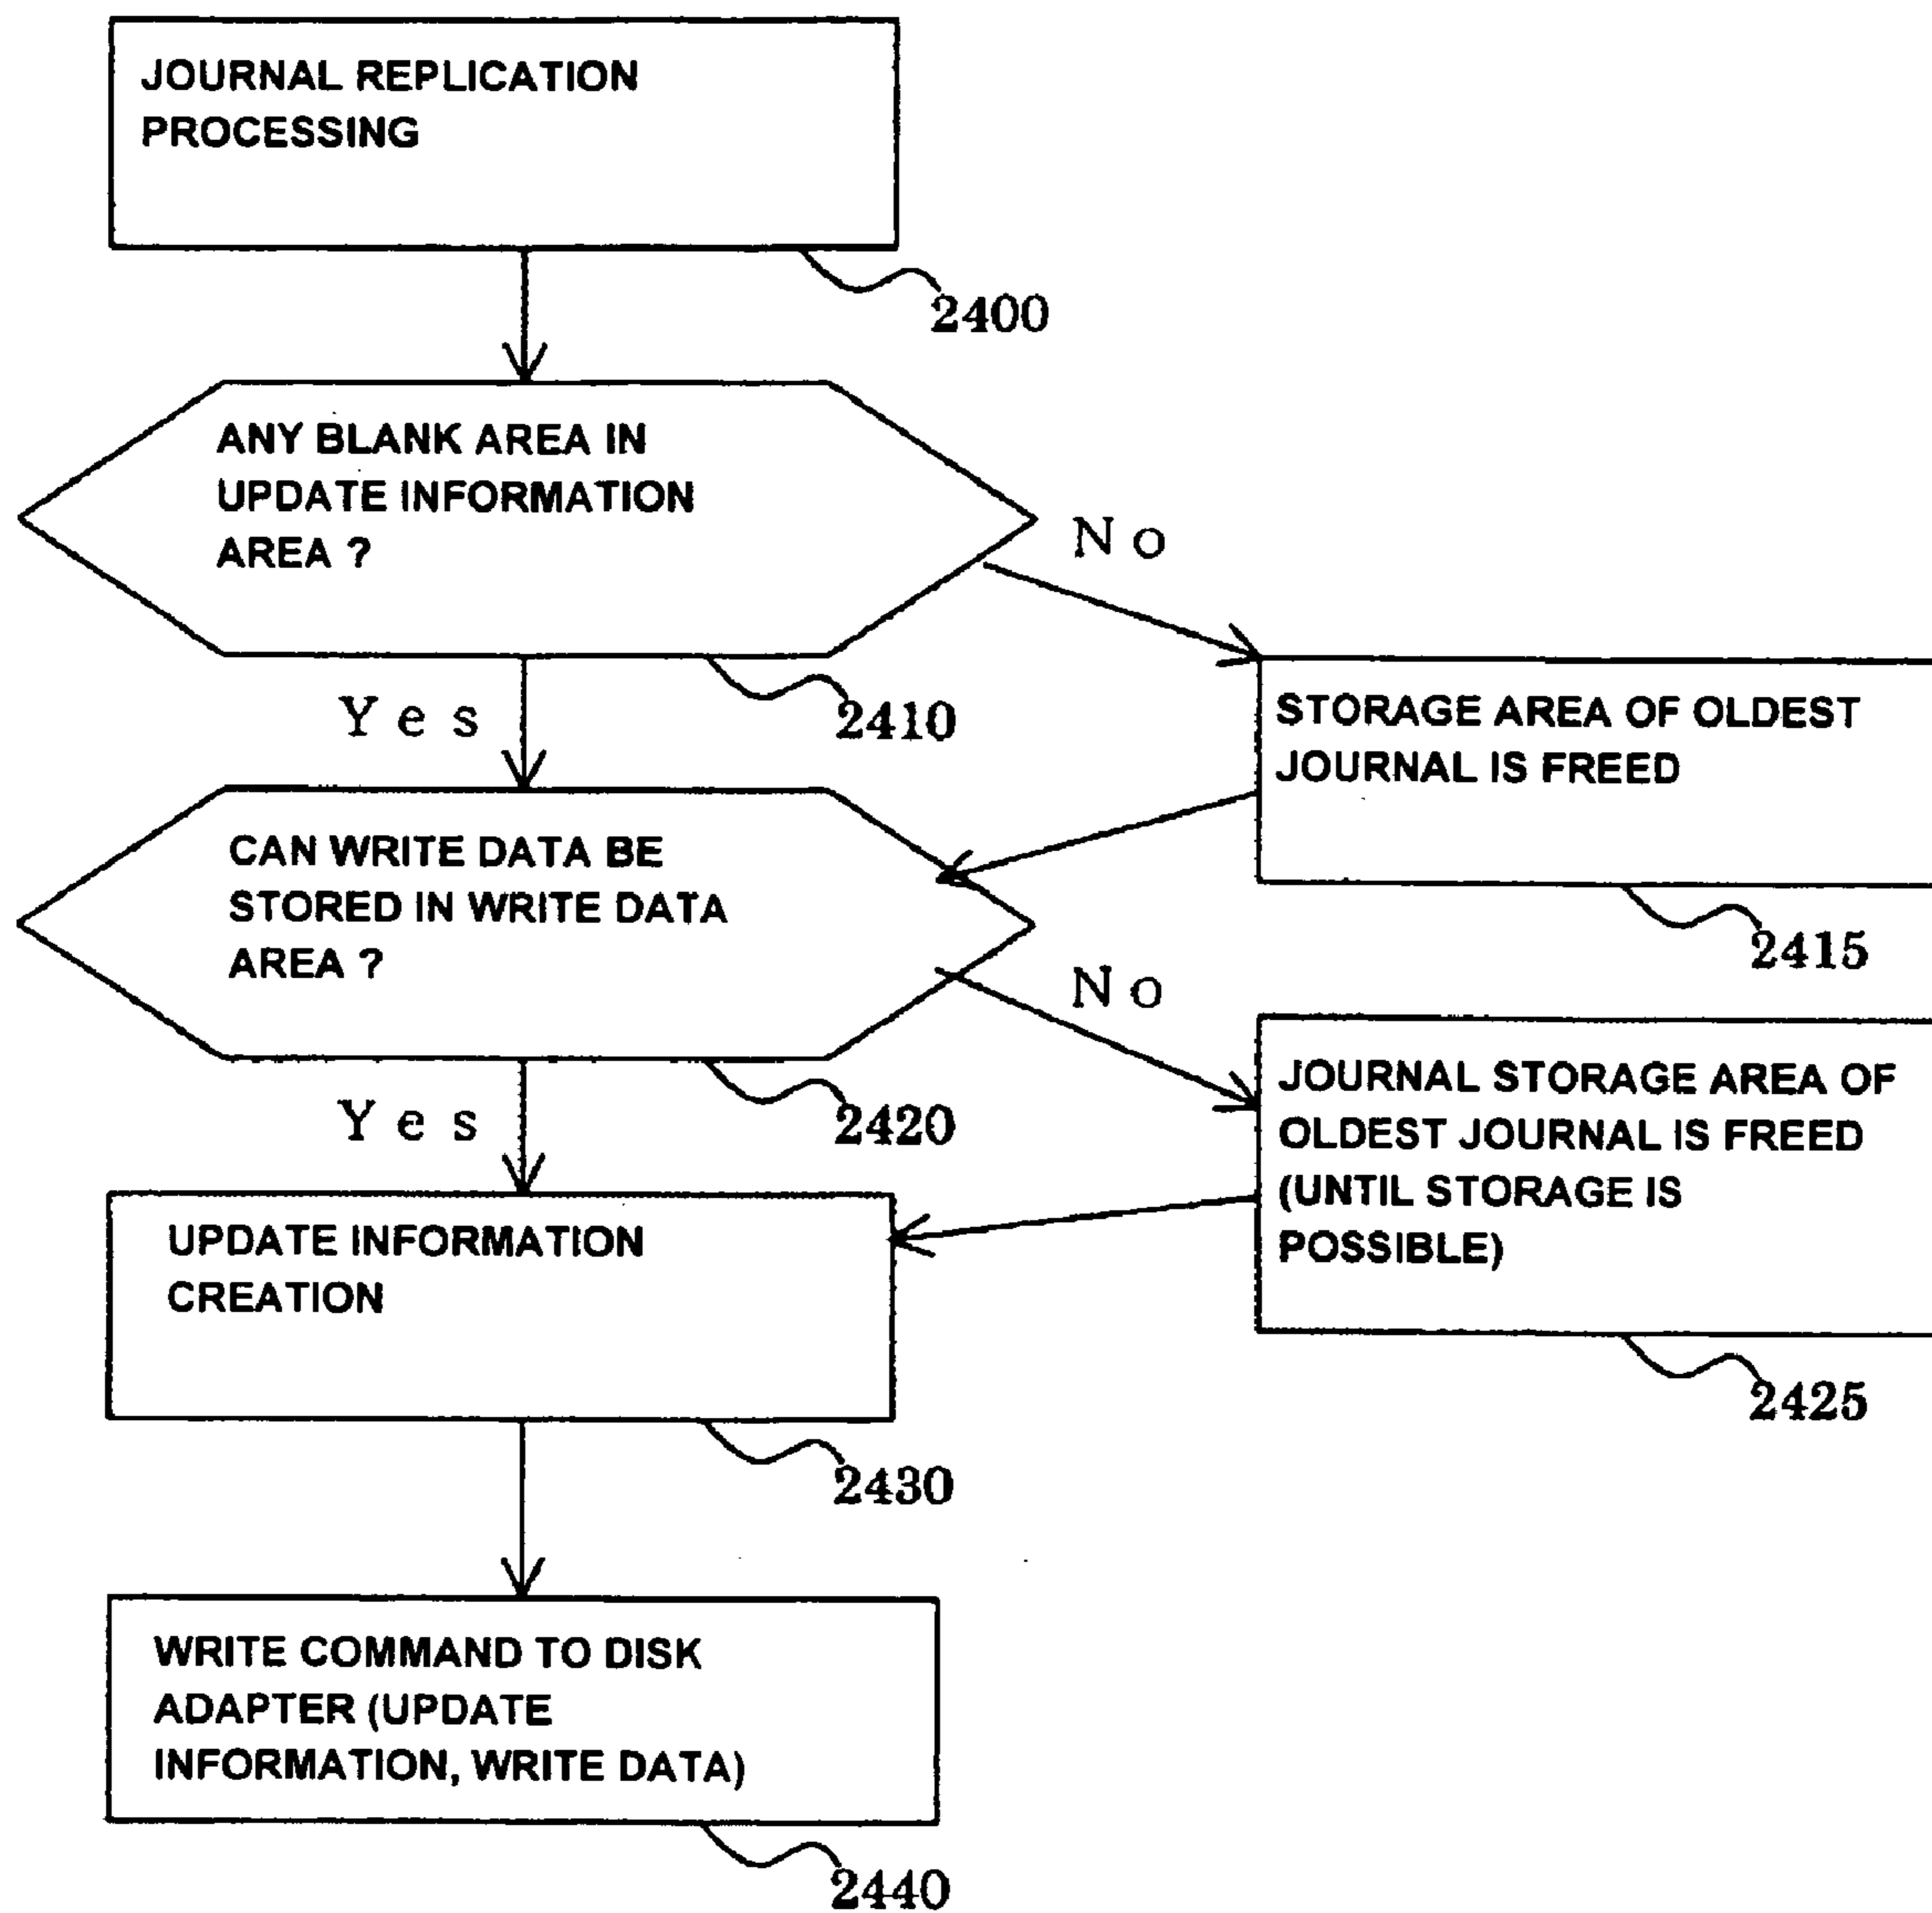 JOURNAL REPLICATION
PROCESSING
2400
ANY BLANK AREA IN
UPDATE INFORMATION
AREA ?
No
2410
Yes
STORAGE AREA OF OLDEST
JOURNAL IS FREED
2415
CAN WRITE DATA BE
STORED IN WRITE DATA
AREA ?
No
2420
Yes
JOURNAL STORAGE AREA OF
OLDEST JOURNAL IS FREED
(UNTIL STORAGE IS
POSSIBLE)
2425
UPDATE INFORMATION
CREATION
2430
WRITE COMMAND TO DISK
ADAPTER (UPDATE
INFORMATION, WRITE DATA)
2440